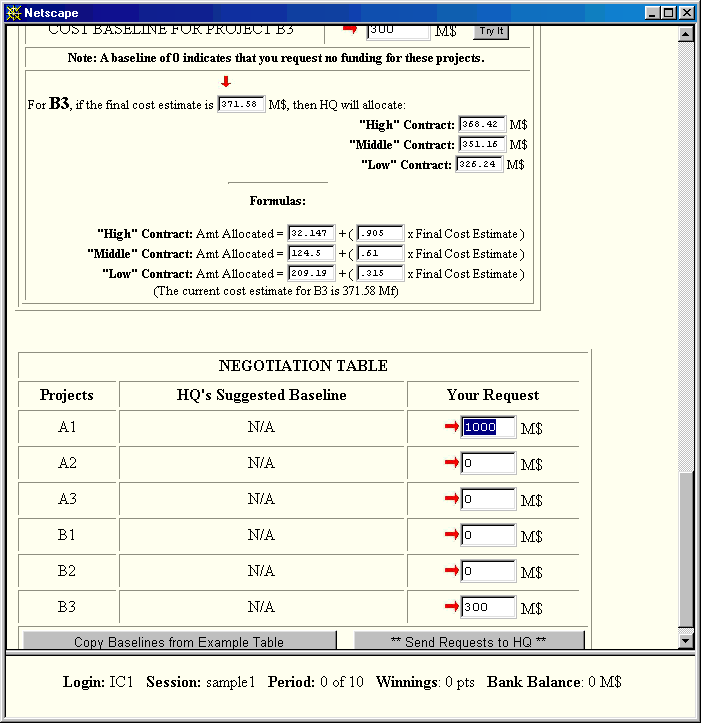 Netscape
COST BASELINE FOR PROJECT B3 300 M$ Try It
Note: A baseline of 0 indicates that you request no funding for these projects.
For B3, if the final cost estimate is 371.58 M$, then HQ will allocate:
"High" Contract: 368.42 M$
"Middle" Contract: 351.16 M$
"Low" Contract: 326.24 M$
Formulas:
"High" Contract: Amt Allocated = 32.147 + ( .905 x Final Cost Estimate )
"Middle" Contract: Amt Allocated = 124.5 + ( .61 x Final Cost Estimate )
"Low" Contract: Amt Allocated = 209.19 + ( .315 x Final Cost Estimate )
(The current cost estimate for B3 is 371.58 Mf)
NEGOTIATION TABLE
Projects HQ's Suggested Baseline Your Request
A1 N/A 1000 M$
A2 N/A 0 M$
A3 N/A 0 M$
B1 N/A 0 M$
B2 N/A 0 M$
B3 N/A 300 M$
Copy Baselines from Example Table ** Send Requests to HQ **
Login: IC1 Session: sample1 Period: 0 of 10 Winnings: 0 pts Bank Balance: 0 M$